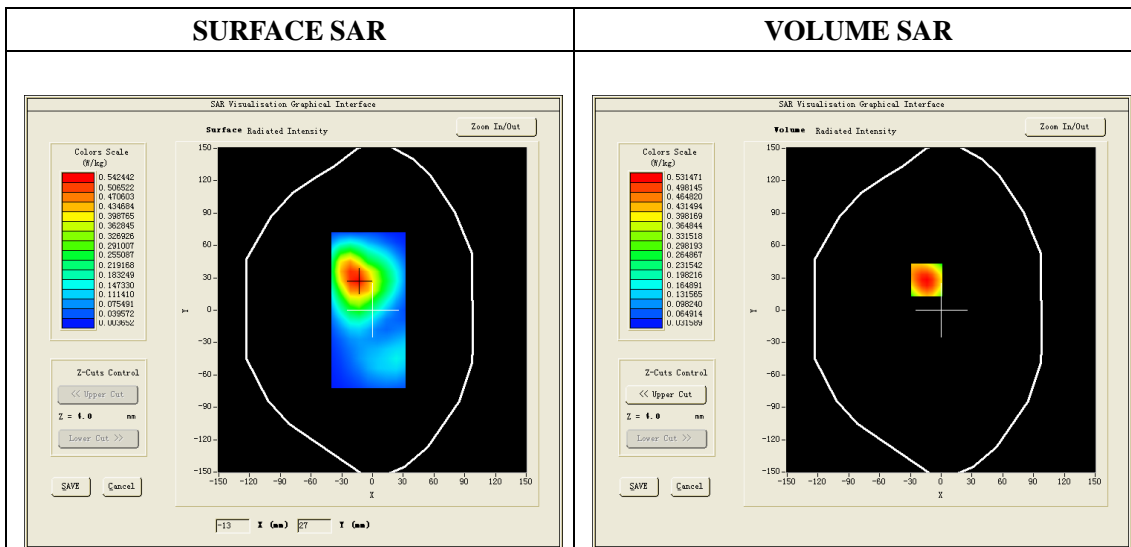 SURFACE SAR
VOLUME SAR
SAR Visualisation Graphical Interface
Surface Radiated Intensity
Zoom In/Out
Colors Scale
(W/kg)
0.542442
0.506522
0.470603
0.434684
0.398765
0.362845
0.326926
0.291007
0.255087
0.219168
0.183249
0.147330
0.111410
0.075491
0.039572
0.003652
150
120
90
60
30
0
-30
-60
-90
-120
-150
Y
-150 -120 -90 -60 -30 0 30 60 90 120 150
X
Z-Cuts Control
<< Upper Cut
Z = 4.0 mm
Lower Cut >>
SAVE Cancel
-13 X (mm) 27 Y (mm)
SAR Visualisation Graphical Interface
Volume Radiated Intensity
Zoom In/Out
Colors Scale
(W/kg)
0.531471
0.498145
0.464820
0.431494
0.398169
0.364844
0.331518
0.298193
0.264867
0.231542
0.198216
0.164891
0.131565
0.098240
0.064914
0.031589
150
120
90
60
30
0
-30
-60
-90
-120
-150
Y
-150 -120 -90 -60 -30 0 30 60 90 120 150
X
Z-Cuts Control
<< Upper Cut
Z = 4.0 mm
Lower Cut >>
SAVE Cancel